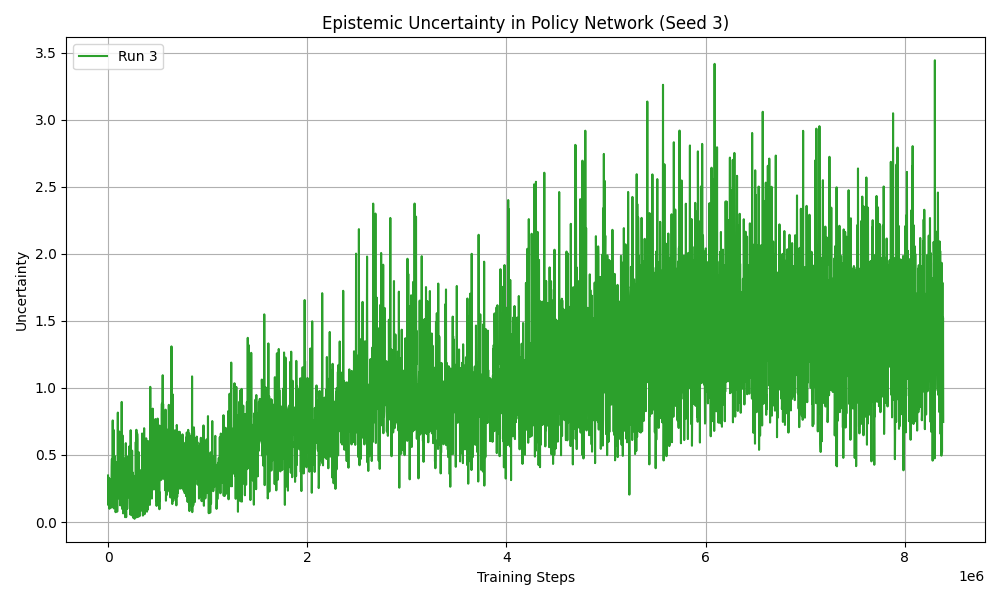 Epistemic Uncertainty in Policy Network (Seed 3)
Run 3
Uncertainty
3.5
3.0
2.5
2.0
1.5
1.0
0.5
0.0
0 2 4 6 8
1e6
Training Steps